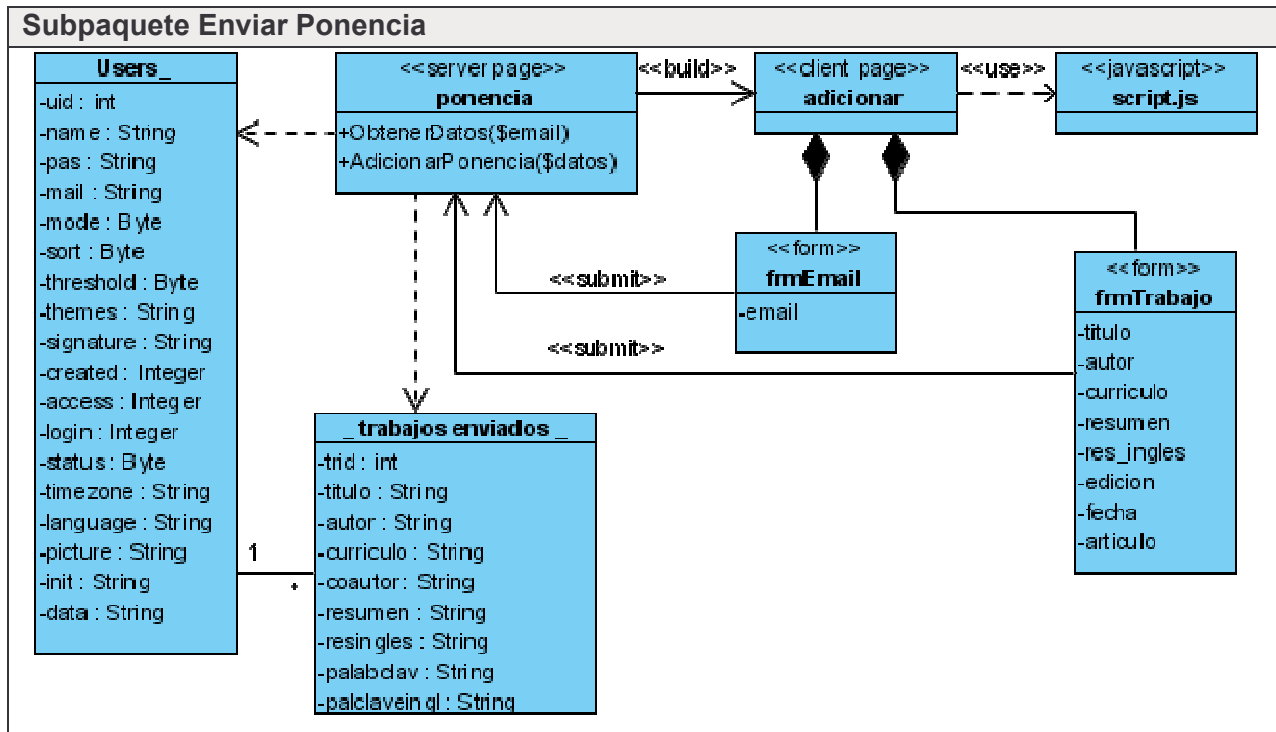 Subpaquete Enviar Ponencia
Users_
-uid : int
-name : String
-pas : String
-mail : String
-mode : Byte
-sort : Byte
-threshold : Byte
-themes : String
-signature : String
-created : Integer
-access : Integer
-login : Integer
-status : Byte
-timezone : String
-language : String
-picture : String
-init : String
-data : String
<<server page>>
ponencia
+ObtenerDatos($email)
+AdicionarPonencia($datos)
<<build>>
<<client page>>
adicionar
<<use>>
<<javascript>>
script.js
<<submit>>
<<form>>
frmEmail
-email
<<submit>>
<<form>>
frmTrabajo
-titulo
-autor
-curriculo
-resumen
-res_ingles
-edicion
-fecha
-articulo
_ trabajos enviados _
-trid : int
-titulo : String
-autor : String
-curriculo : String
-coautor : String
-resumen : String
-resingles : String
-palabclav : String
-palclaveingl : String
1
*